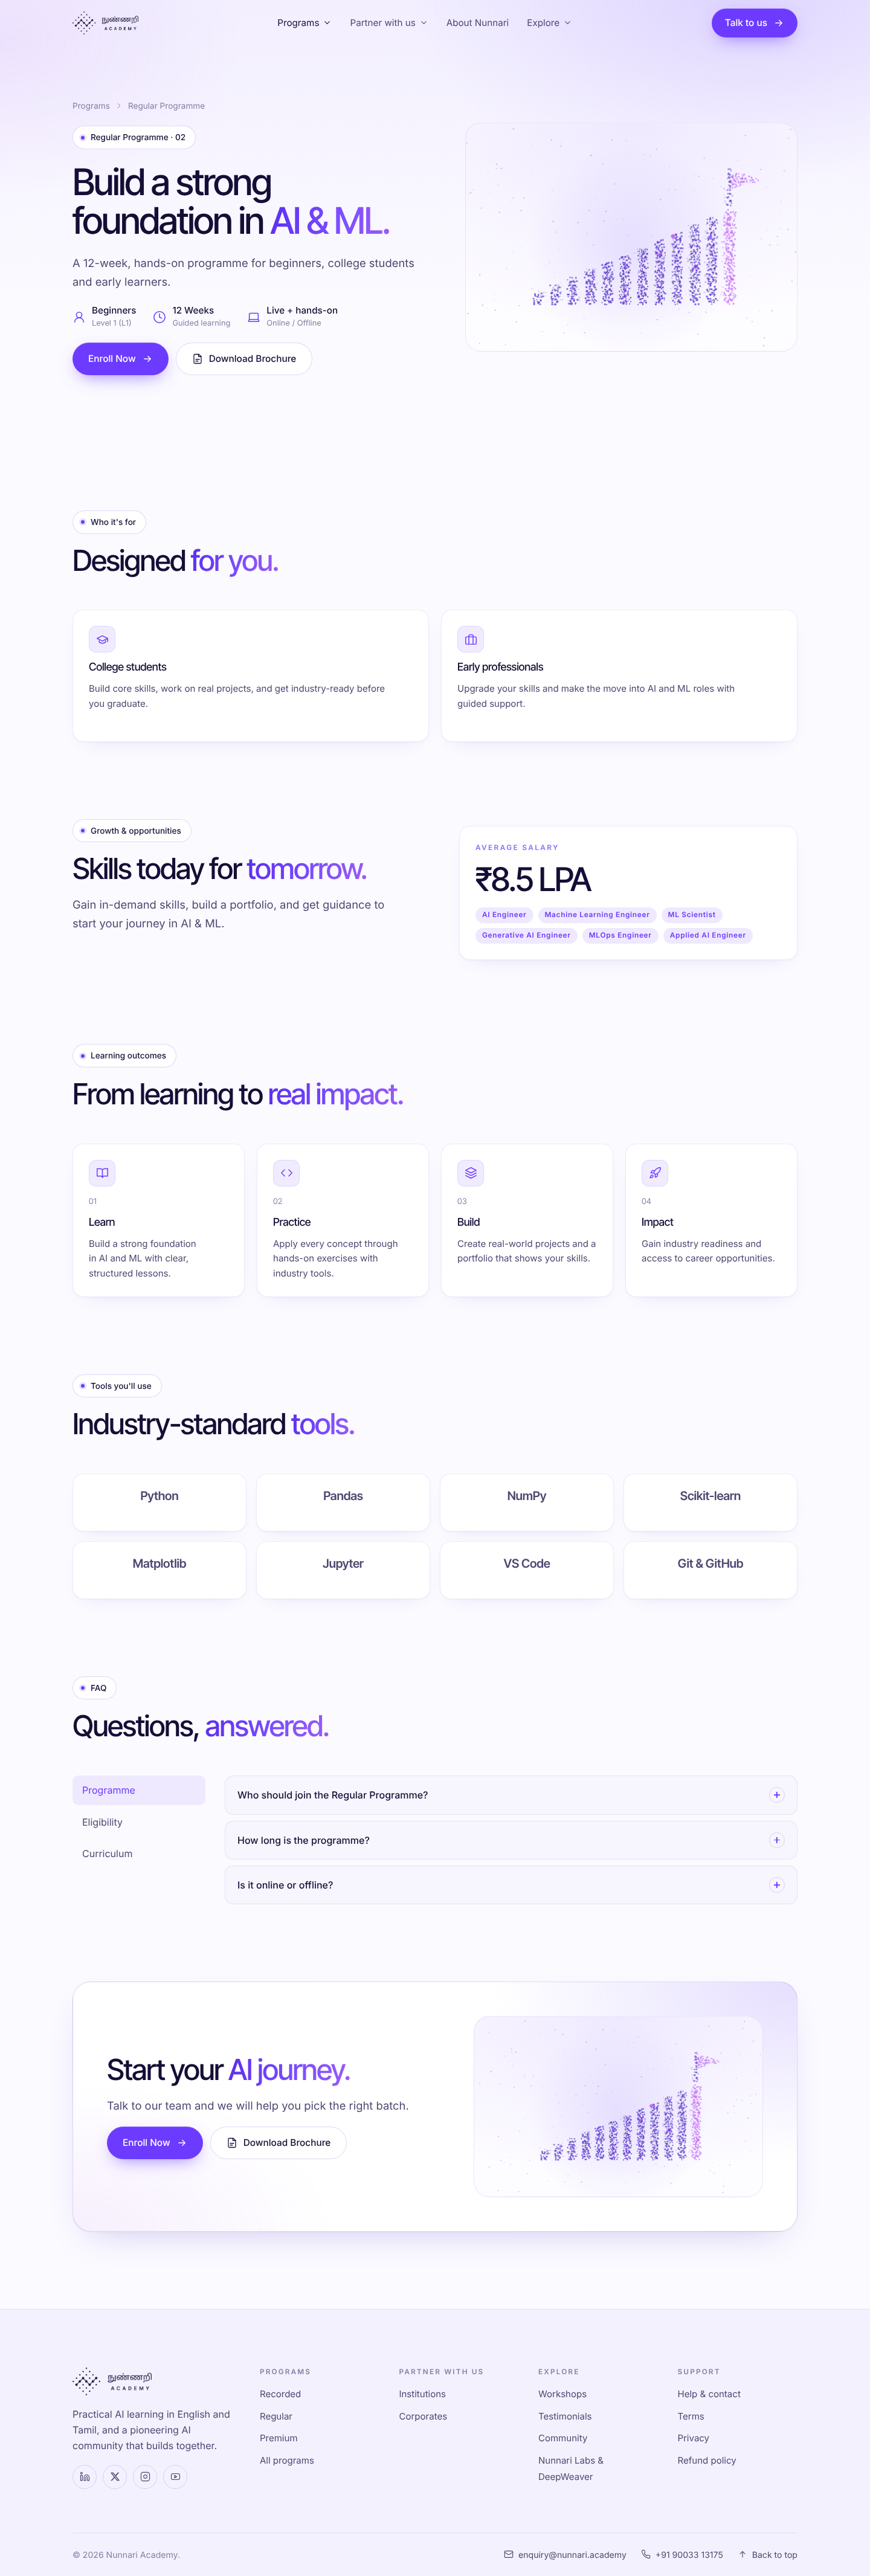 நுண்ணறி
ACADEMY
Programs
Partner with us
About Nunnari
Explore
Talk to us
Programs
Regular Programme
Regular Programme · 02
Build a strong
foundation in AI & ML.
A 12-week, hands-on programme for beginners, college students
and early learners.
Beginners
Level 1 (L1)
12 Weeks
Guided learning
Live + hands-on
Online / Offline
Enroll Now
Download Brochure
Who it's for
Designed for you.
College students
Build core skills, work on real projects, and get industry-ready before
you graduate.
Early professionals
Upgrade your skills and make the move into AI and ML roles with
guided support.
Growth & opportunities
Skills today for tomorrow.
Gain in-demand skills, build a portfolio, and get guidance to
start your journey in AI & ML.
AVERAGE SALARY
₹8.5 LPA
AI Engineer
Machine Learning Engineer
ML Scientist
Generative AI Engineer
MLOps Engineer
Applied AI Engineer
Learning outcomes
From learning to real impact.
01
Learn
Build a strong foundation
in AI and ML with clear,
structured lessons.
02
Practice
Apply every concept through
hands-on exercises with
industry tools.
03
Build
Create real-world projects and a
portfolio that shows your skills.
04
Impact
Gain industry readiness and
access to career opportunities.
Tools you'll use
Industry-standard tools.
Python
Pandas
NumPy
Scikit-learn
Matplotlib
Jupyter
VS Code
Git & GitHub
FAQ
Questions, answered.
Programme
Eligibility
Curriculum
Who should join the Regular Programme?
How long is the programme?
Is it online or offline?
Start your AI journey.
Talk to our team and we will help you pick the right batch.
Enroll Now
Download Brochure
நுண்ணறி
ACADEMY
Practical AI learning in English and
Tamil, and a pioneering AI
community that builds together.
PROGRAMS
Recorded
Regular
Premium
All programs
PARTNER WITH US
Institutions
Corporates
EXPLORE
Workshops
Testimonials
Community
Nunnari Labs &
DeepWeaver
SUPPORT
Help & contact
Terms
Privacy
Refund policy
© 2026 Nunnari Academy.
enquiry@nunnari.academy
+91 90033 13175
Back to top